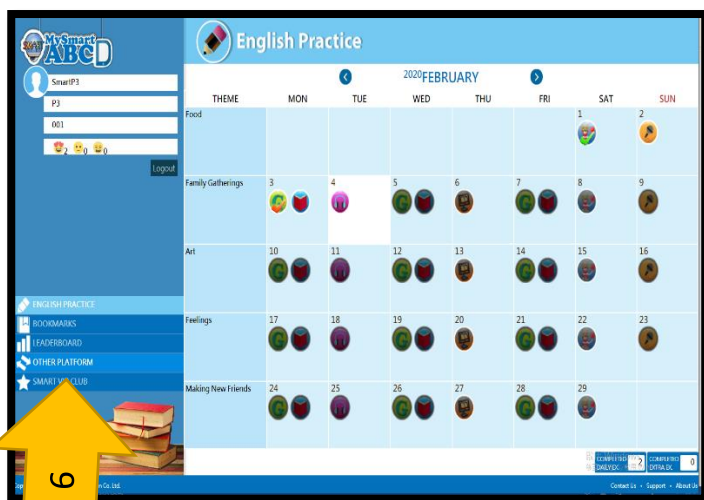 MySmart
ABCD
English Practice
SmartP3
P3
001
2 0 0
Logout
2020FEBRUARY
THEME MON TUE WED THU FRI SAT SUN
Food 1 2
Family Gatherings 3 4 5 6 7 8 9
Art 10 11 12 13 14 15 16
Feelings 17 18 19 20 21 22 23
Making New Friends 24 25 26 27 28 29
ENGLISH PRACTICE
BOOKMARKS
LEADERBOARD
OTHER PLATFORM
SMART VIP CLUB
COMPLETED DAILY EX. 2 COMPLETED EXTRA EX. 0
Co. Ltd.
Contact Us • Support • About Us
6